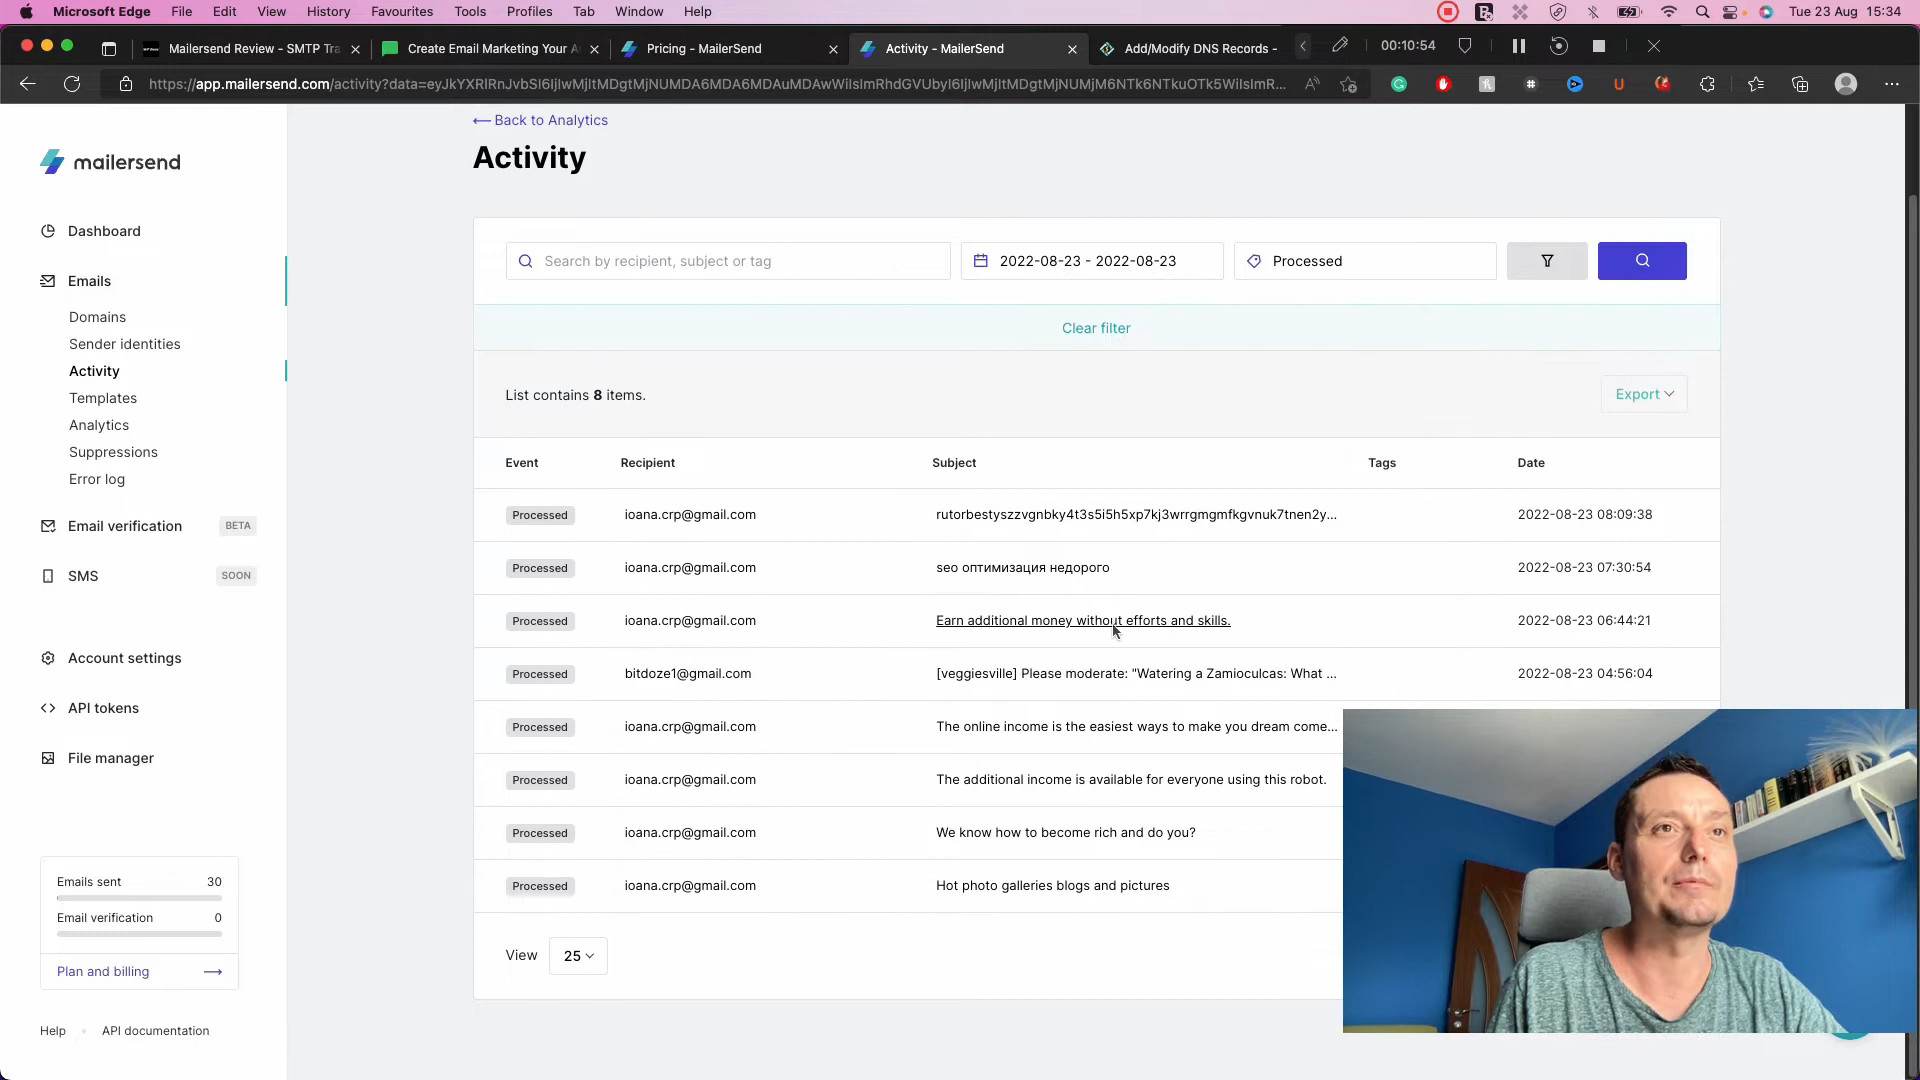 Microsoft Edge File Edit View History Favourites Tools Profiles Tab Window Help Tue 23 Aug 15:34
Mailersend Review - SMTP Tra Create Email Marketing Your A Pricing - MailerSend Activity - MailerSend Add/Modify DNS Records - 00:10:54
https://app.mailersend.com/activity?data=eyJkYXRlRnJvbSI6IjIwMjItMDgtMjNUMDA6MDA6MDAuMDAwWiIsImRhdGVUbyI6IjIwMjItMDgtMjNUMjM6NTk6NTkuOTk5WiIsImR...
← Back to Analytics
Activity
mailersend
Dashboard
Emails
Domains
Sender identities
Activity
Templates
Analytics
Suppressions
Error log
Email verification BETA
SMS SOON
Account settings
API tokens
File manager
Emails sent 30
Email verification 0
Plan and billing →
Help • API documentation
Search by recipient, subject or tag 2022-08-23 - 2022-08-23 Processed
Clear filter
List contains 8 items. Export
Event Recipient Subject Tags Date
Processed ioana.crp@gmail.com rutorbestyszzvgnbky4t3s5i5h5xp7kj3wrrgmgmfkgvnuk7tnen2y... 2022-08-23 08:09:38
Processed ioana.crp@gmail.com seo оптимизация недорого 2022-08-23 07:30:54
Processed ioana.crp@gmail.com Earn additional money without efforts and skills. 2022-08-23 06:44:21
Processed bitdoze1@gmail.com [veggiesville] Please moderate: "Watering a Zamioculcas: What ... 2022-08-23 04:56:04
Processed ioana.crp@gmail.com The online income is the easiest ways to make you dream come...
Processed ioana.crp@gmail.com The additional income is available for everyone using this robot.
Processed ioana.crp@gmail.com We know how to become rich and do you?
Processed ioana.crp@gmail.com Hot photo galleries blogs and pictures
View 25